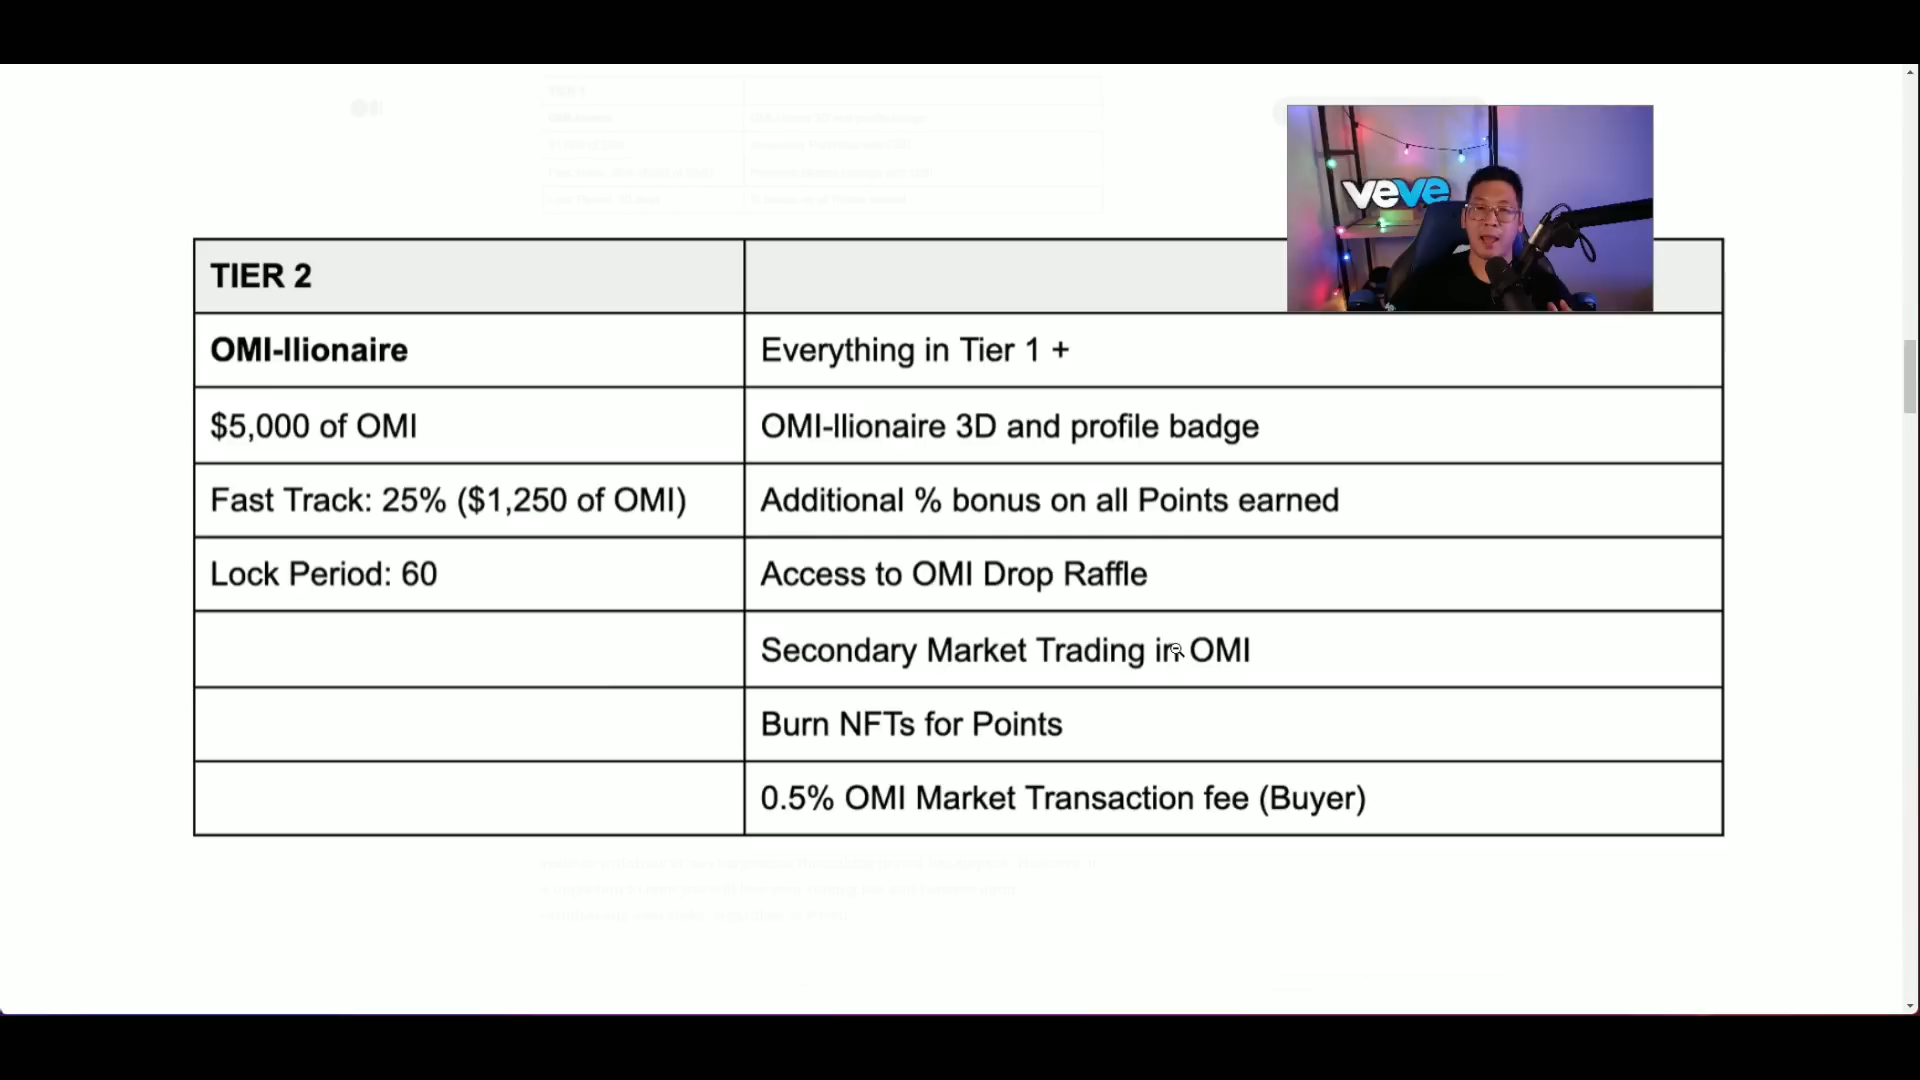 veve
TIER 2
OMI-llionaire
Everything in Tier 1 +
$5,000 of OMI
OMI-llionaire 3D and profile badge
Fast Track: 25% ($1,250 of OMI)
Additional % bonus on all Points earned
Lock Period: 60
Access to OMI Drop Raffle
Secondary Market Trading in OMI
Burn NFTs for Points
0.5% OMI Market Transaction fee (Buyer)